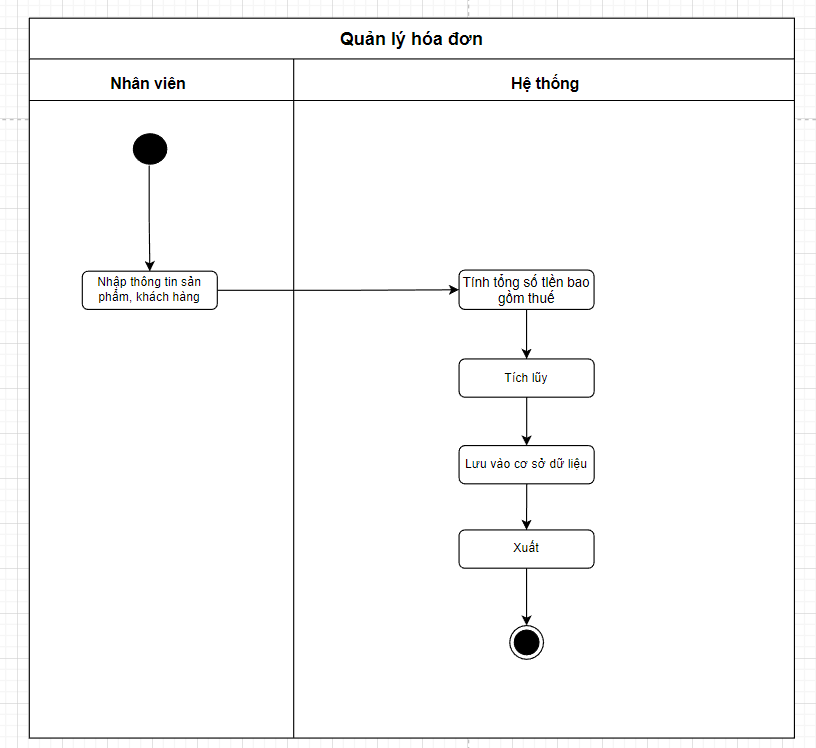 Quản lý hóa đơn
Nhân viên
Hệ thống
Nhập thông tin sản
phẩm, khách hàng
Tính tổng số tiền bao
gồm thuế
Tích lũy
Lưu vào cơ sở dữ liệu
Xuất